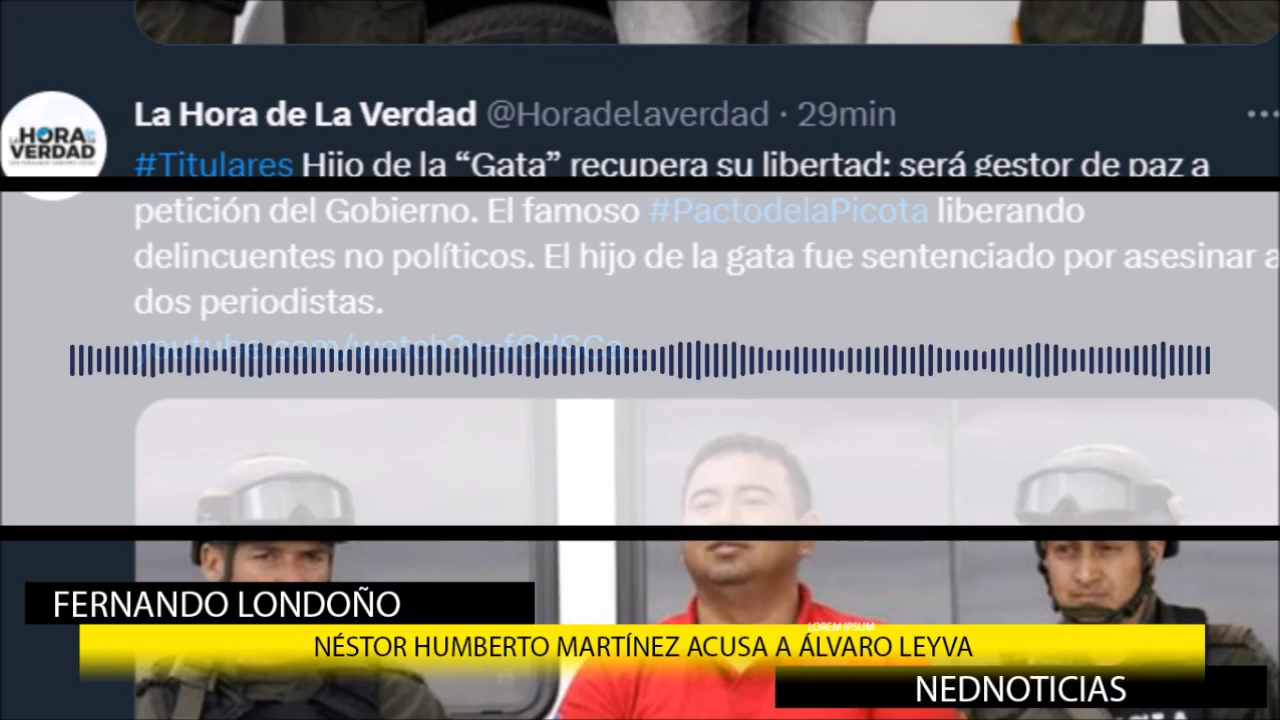 La Hora de La Verdad @Horadelaverdad · 29min
HORA
VERDAD
#Titulares Hijo de la “Gata” recupera su libertad: será gestor de paz a
petición del Gobierno. El famoso #PactodelaPicota liberando
delincuentes no políticos. El hijo de la gata fue sentenciado por asesinar a
dos periodistas.
FERNANDO LONDOÑO
LOREM IPSUM
NÉSTOR HUMBERTO MARTÍNEZ ACUSA A ÁLVARO LEYVA
NEDNOTICIAS